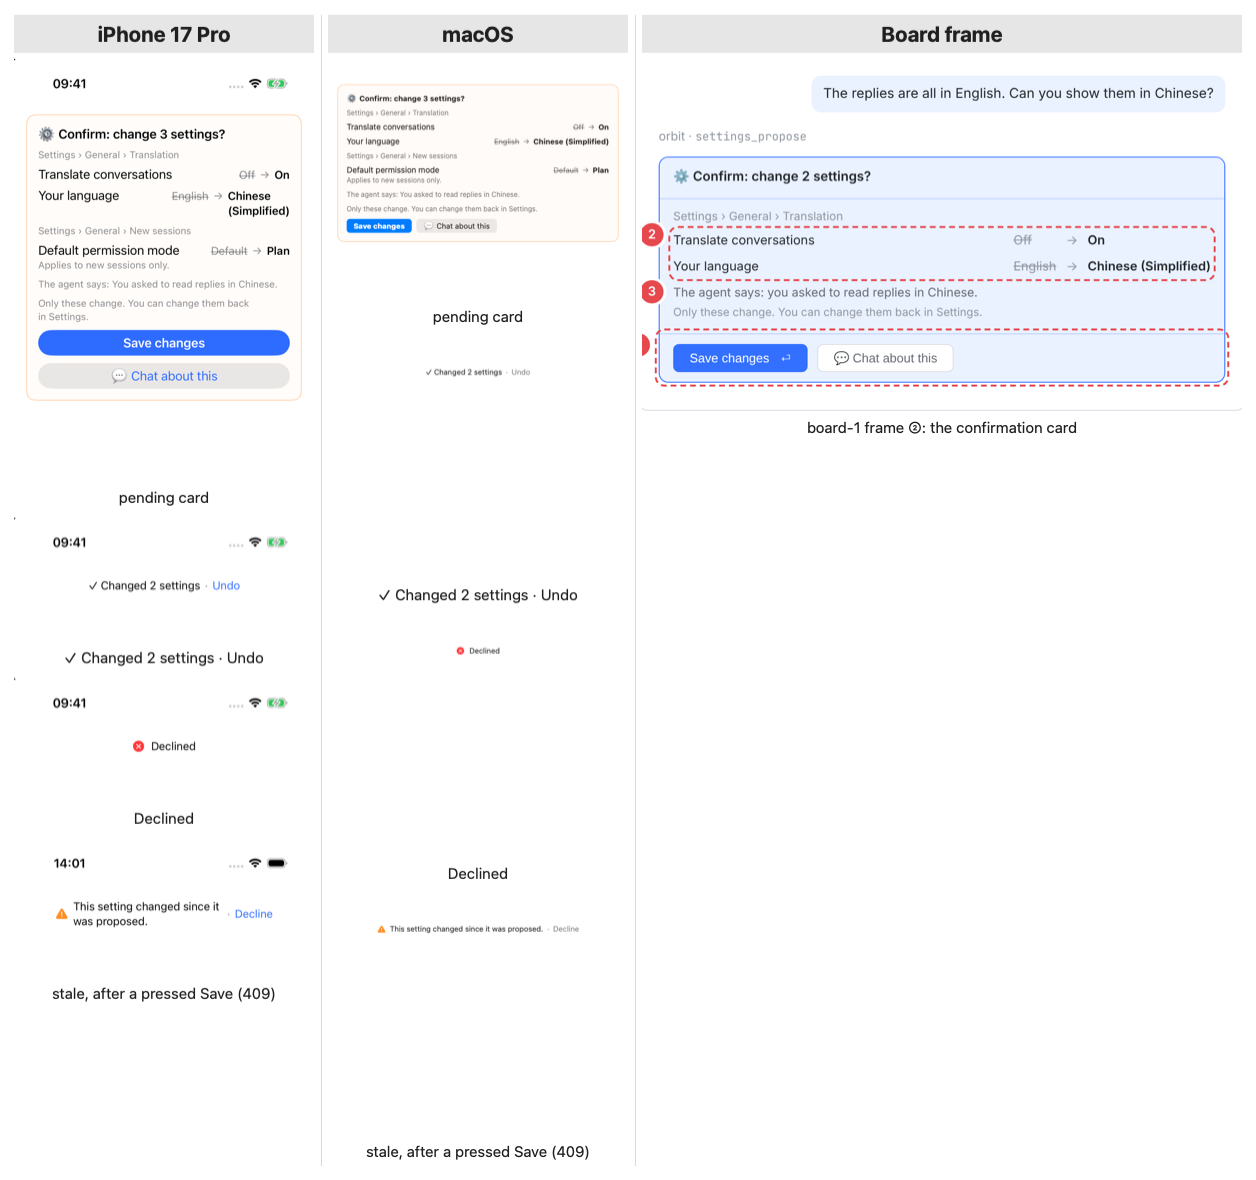 iPhone 17 Pro
09:41
Confirm: change 3 settings?
Settings › General › Translation
Translate conversations Off → On
Your language English → Chinese (Simplified)
Settings › General › New sessions
Default permission mode Default → Plan
Applies to new sessions only.
The agent says: You asked to read replies in Chinese.
Only these change. You can change them back
in Settings.
Save changes
Chat about this
pending card
09:41
✓ Changed 2 settings · Undo
✓ Changed 2 settings · Undo
09:41
Declined
Declined
14:01
This setting changed since it
was proposed. · Decline
stale, after a pressed Save (409)
macOS
Confirm: change 3 settings?
Settings › General › Translation
Translate conversations Off → On
Your language English → Chinese (Simplified)
Settings › General › New sessions
Default permission mode Default → Plan
Applies to new sessions only.
The agent says: You asked to read replies in Chinese.
Only these change. You can change them back in Settings.
Save changes Chat about this
pending card
✓ Changed 2 settings · Undo
✓ Changed 2 settings · Undo
Declined
Declined
This setting changed since it was proposed. · Decline
stale, after a pressed Save (409)
Board frame
The replies are all in English. Can you show them in Chinese?
orbit · settings_propose
Confirm: change 2 settings?
Settings › General › Translation
2
Translate conversations Off → On
Your language English → Chinese (Simplified)
3
The agent says: you asked to read replies in Chinese.
Only these change. You can change them back in Settings.
Save changes ⏎ Chat about this
board-1 frame ②: the confirmation card